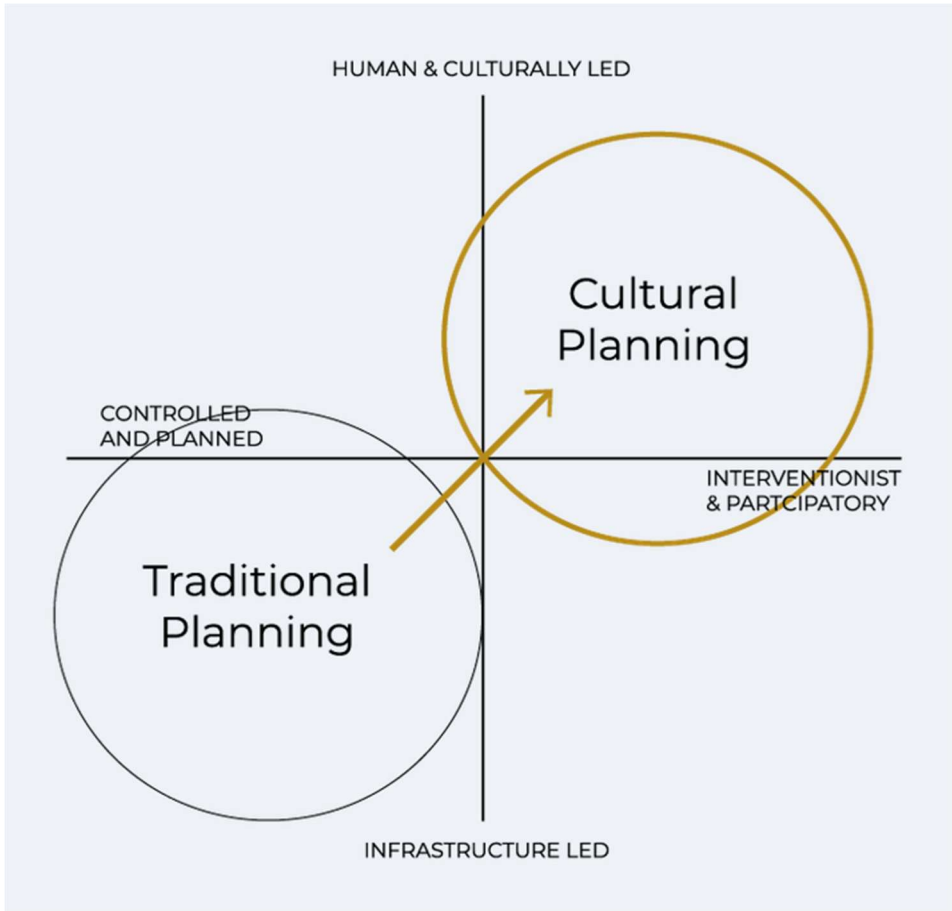 HUMAN & CULTURALLY LED
Cultural
Planning
CONTROLLED
AND PLANNED
INTERVENTIONIST
& PARTCIPATORY
Traditional
Planning
INFRASTRUCTURE LED